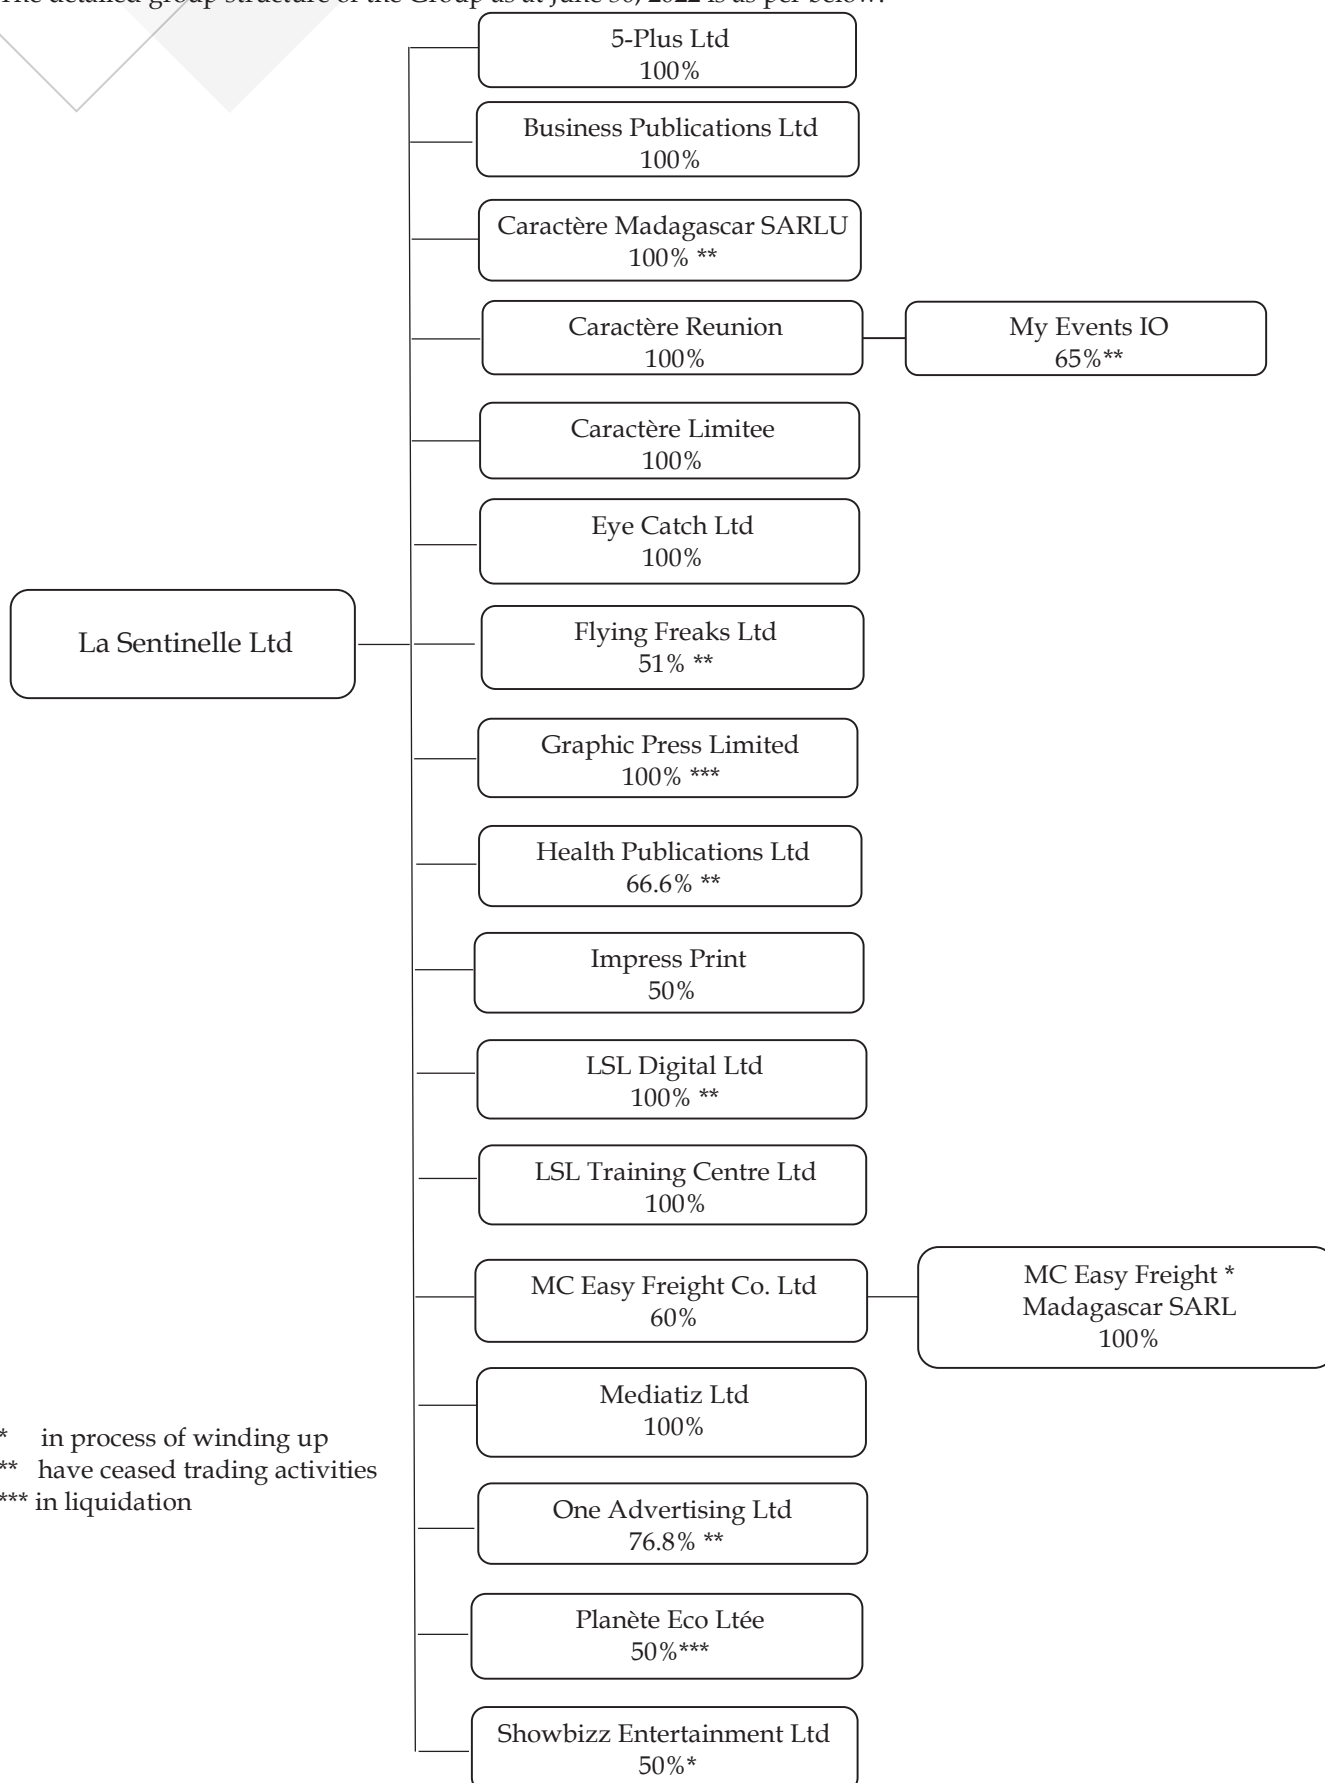 The detailed group structure of the Group as at June 30, 2022 is as per below:
5-Plus Ltd
100%
Business Publications Ltd
100%
Caractère Madagascar SARLU
100% **
Caractère Reunion
100%
My Events IO
65%**
Caractère Limitee
100%
Eye Catch Ltd
100%
La Sentinelle Ltd
Flying Freaks Ltd
51% **
Graphic Press Limited
100% ***
Health Publications Ltd
66.6% **
Impress Print
50%
LSL Digital Ltd
100% **
LSL Training Centre Ltd
100%
MC Easy Freight Co. Ltd
60%
MC Easy Freight *
Madagascar SARL
100%
Mediatiz Ltd
100%
* in process of winding up
** have ceased trading activities
*** in liquidation
One Advertising Ltd
76.8% **
Planète Eco Ltée
50%***
Showbizz Entertainment Ltd
50%*